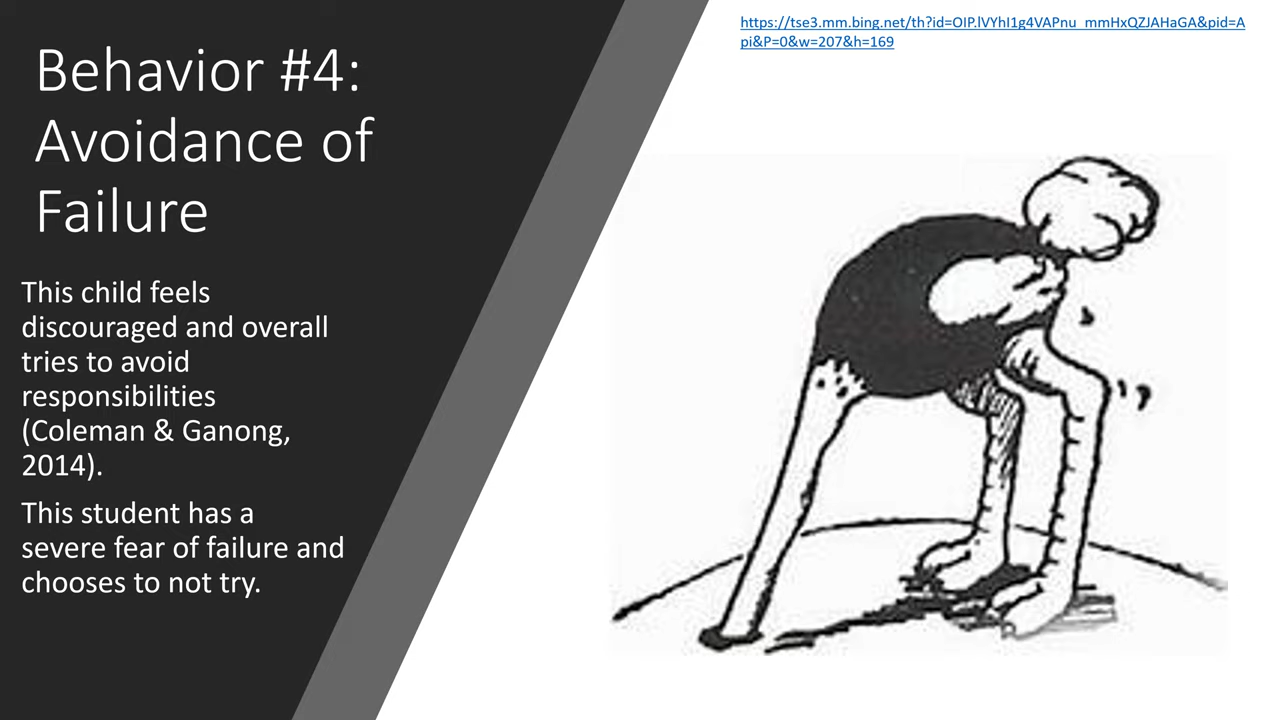 Behavior #4:
Avoidance of
Failure
This child feels
discouraged and overall
tries to avoid
responsibilities
(Coleman & Ganong,
2014).
This student has a
severe fear of failure and
chooses to not try.
https://tse3.mm.bing.net/th?id=OIP.lVYhI1g4VAPnu_mmHxQZJAHaGA&pid=A
pi&P=0&w=207&h=169